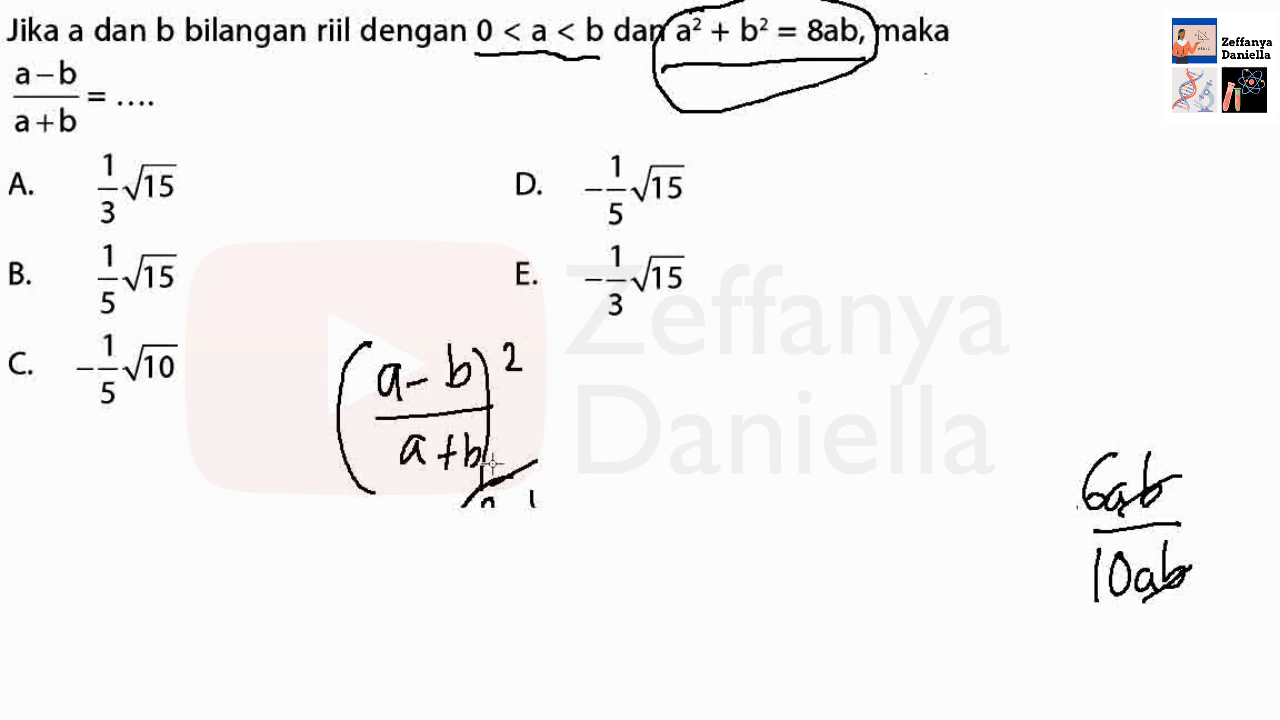 Jika a dan b bilangan riil dengan 0 < a < b dan a² + b² = 8ab, maka
a – b
a + b
= ....
A. 1/3 √15
B. 1/5 √15
C. –1/5 √10
D. –1/5 √15
E. –1/3 √15
(a – b / a + b)²
6ab
10ab
Zeffanya
Daniella
Zeffanya
Daniella